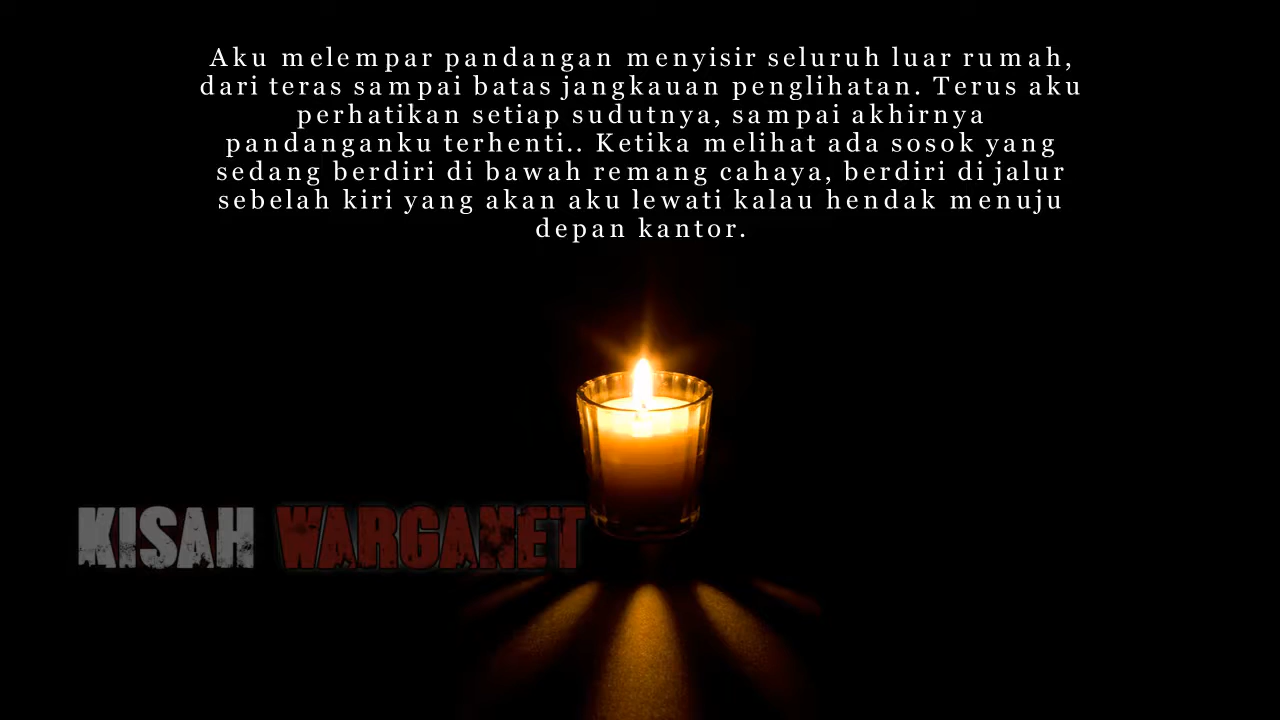 Aku melempar pandangan menyisir seluruh luar rumah,
dari teras sampai batas jangkauan penglihatan. Terus aku
perhatikan setiap sudutnya, sampai akhirnya
pandanganku terhenti.. Ketika melihat ada sosok yang
sedang berdiri di bawah remang cahaya, berdiri di jalur
sebelah kiri yang akan aku lewati kalau hendak menuju
depan kantor.
KISAH WARGANET